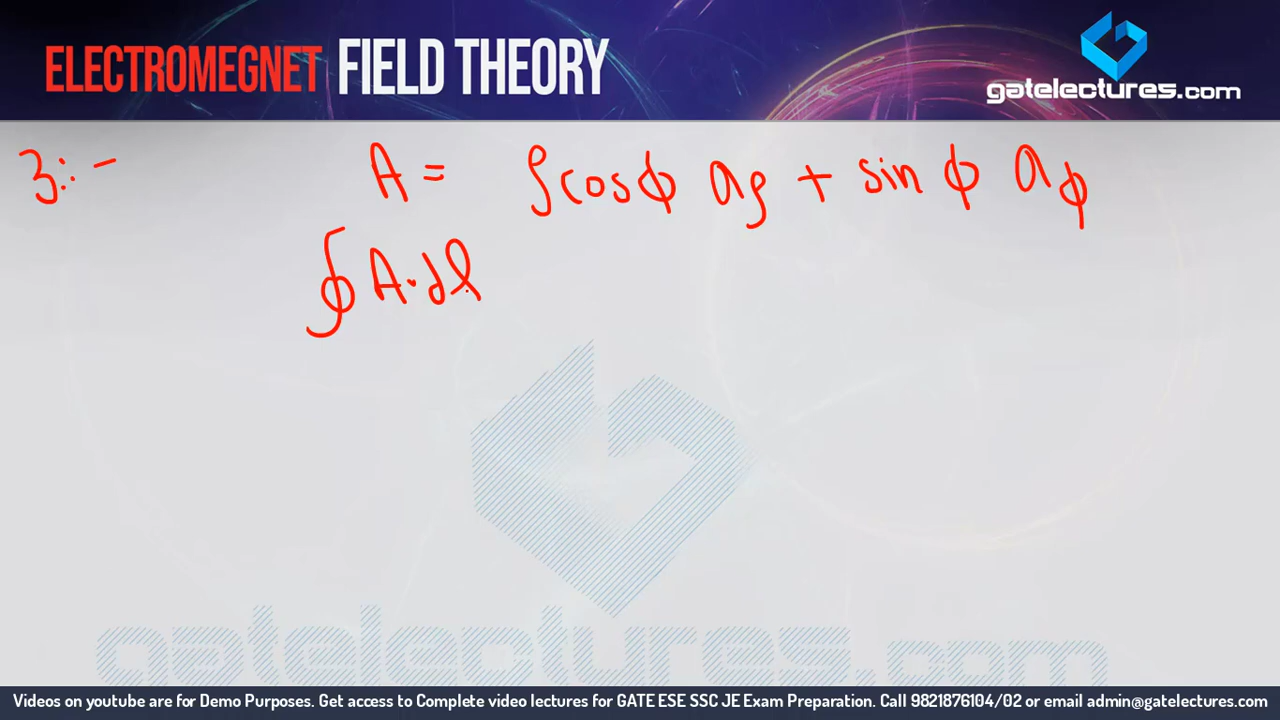 ELECTROMEGNET FIELD THEORY
gatelectures.com
3:- A = ρcosϕ aρ + sinϕ aϕ
∮A·dl
gatelectures.com
Videos on youtube are for Demo Purposes. Get access to Complete video lectures for GATE ESE SSC JE Exam Preparation. Call 9821876104/02 or email admin@gatelectures.com